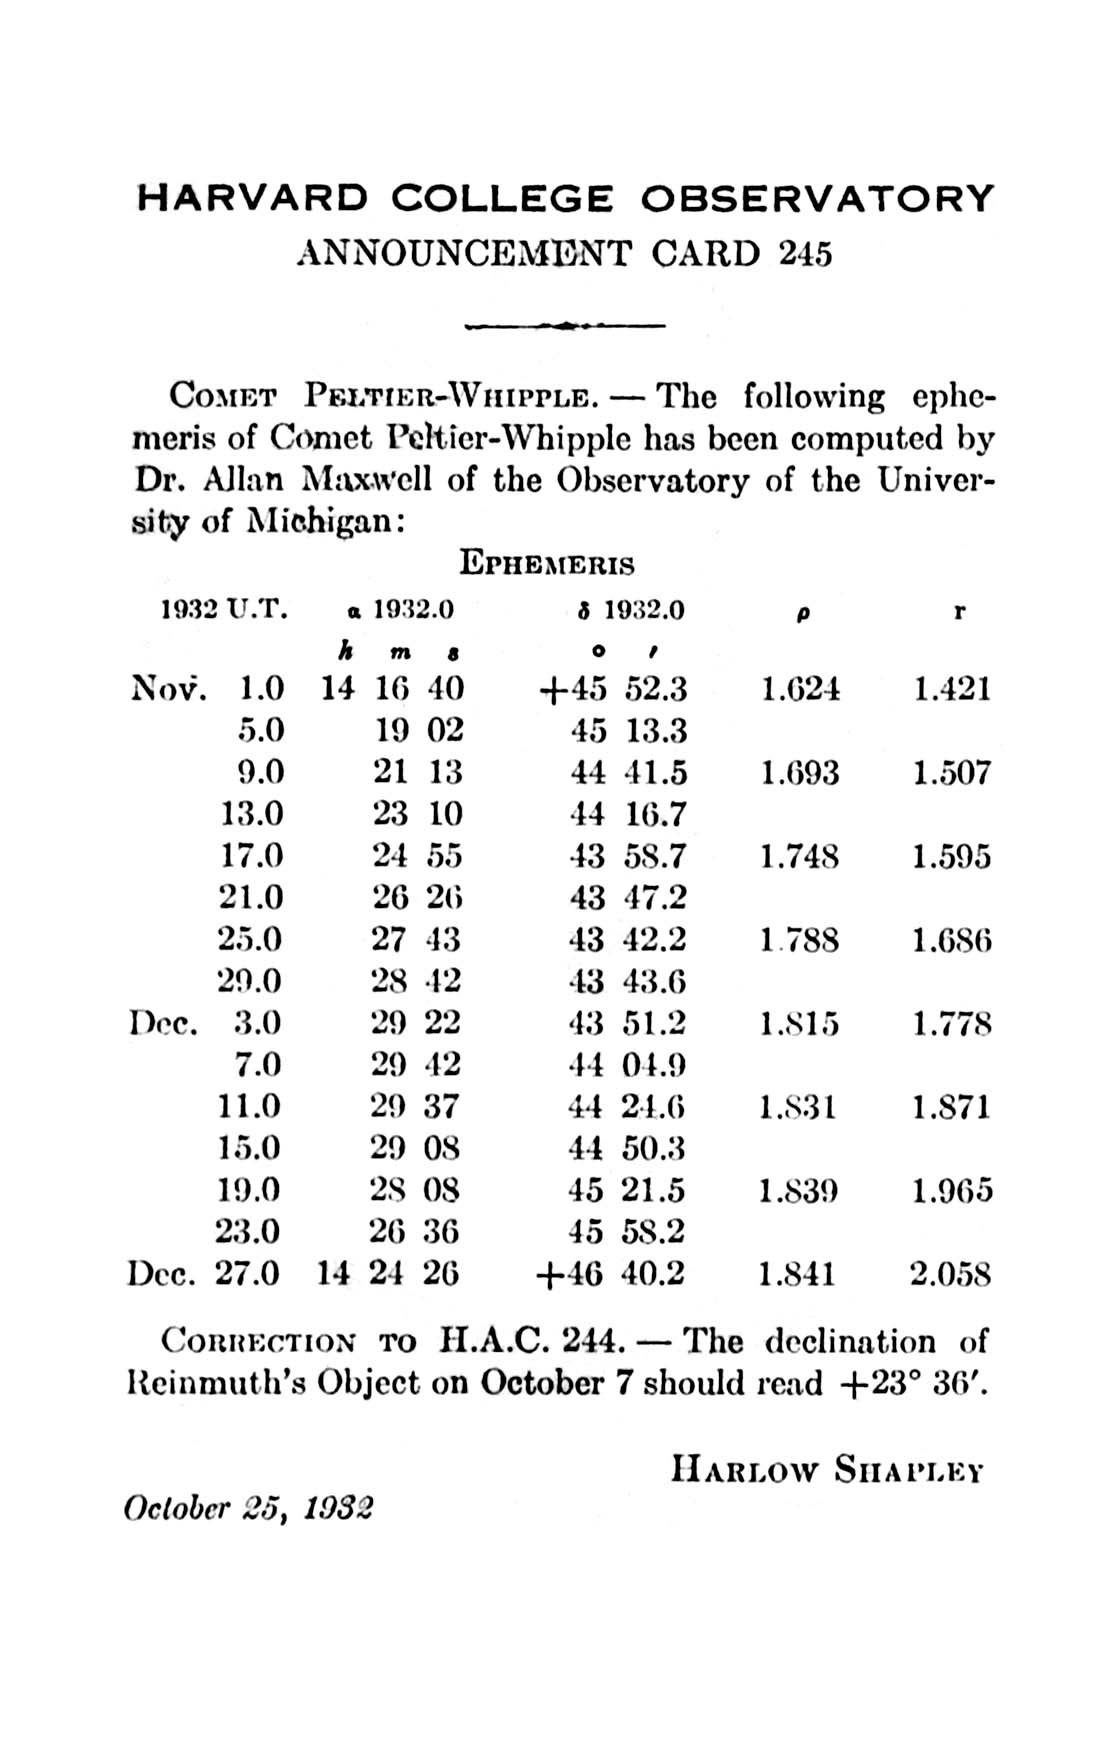 HARVARD COLLEGE OBSERVATORY
ANNOUNCEMENT CARD 245
COMET PELTIER-WHIPPLE. — The following ephe-
meris of Comet Peltier-Whipple has been computed by
Dr. Allan Maxwell of the Observatory of the Univer-
sity of Michigan:
EPHEMERIS
1932 U.T. α 1932.0 δ 1932.0 ρ r
h m s ° ′
Nov. 1.0 14 16 40 +45 52.3 1.624 1.421
5.0 19 02 45 13.3
9.0 21 13 44 41.5 1.693 1.507
13.0 23 10 44 16.7
17.0 24 55 43 58.7 1.748 1.595
21.0 26 26 43 47.2
25.0 27 43 43 42.2 1.788 1.686
29.0 28 42 43 43.6
Dec. 3.0 29 22 43 51.2 1.815 1.778
7.0 29 42 44 04.9
11.0 29 37 44 24.6 1.831 1.871
15.0 29 08 44 50.3
19.0 28 08 45 21.5 1.839 1.965
23.0 26 36 45 58.2
Dec. 27.0 14 24 26 +46 40.2 1.841 2.058
CORRECTION TO H.A.C. 244. — The declination of
Reinmuth's Object on October 7 should read +23° 36′.
HARLOW SHAPLEY
October 25, 1932